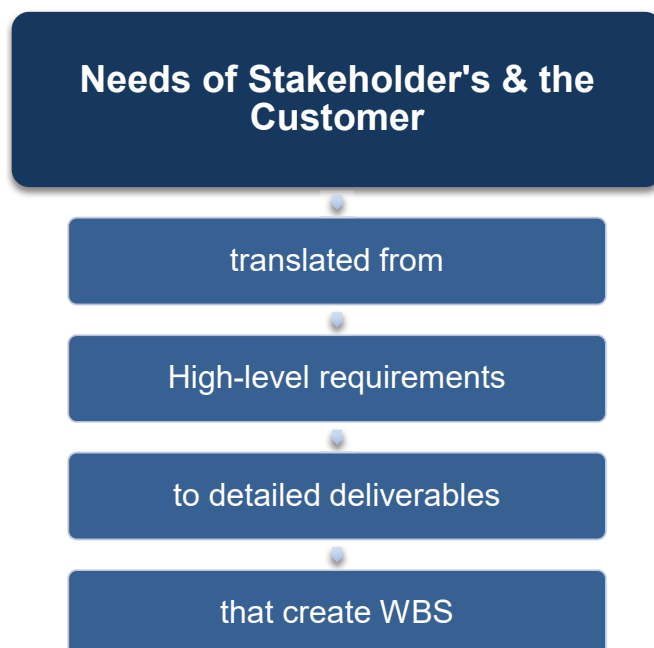 Needs of Stakeholder's & the
Customer
translated from
High-level requirements
to detailed deliverables
that create WBS